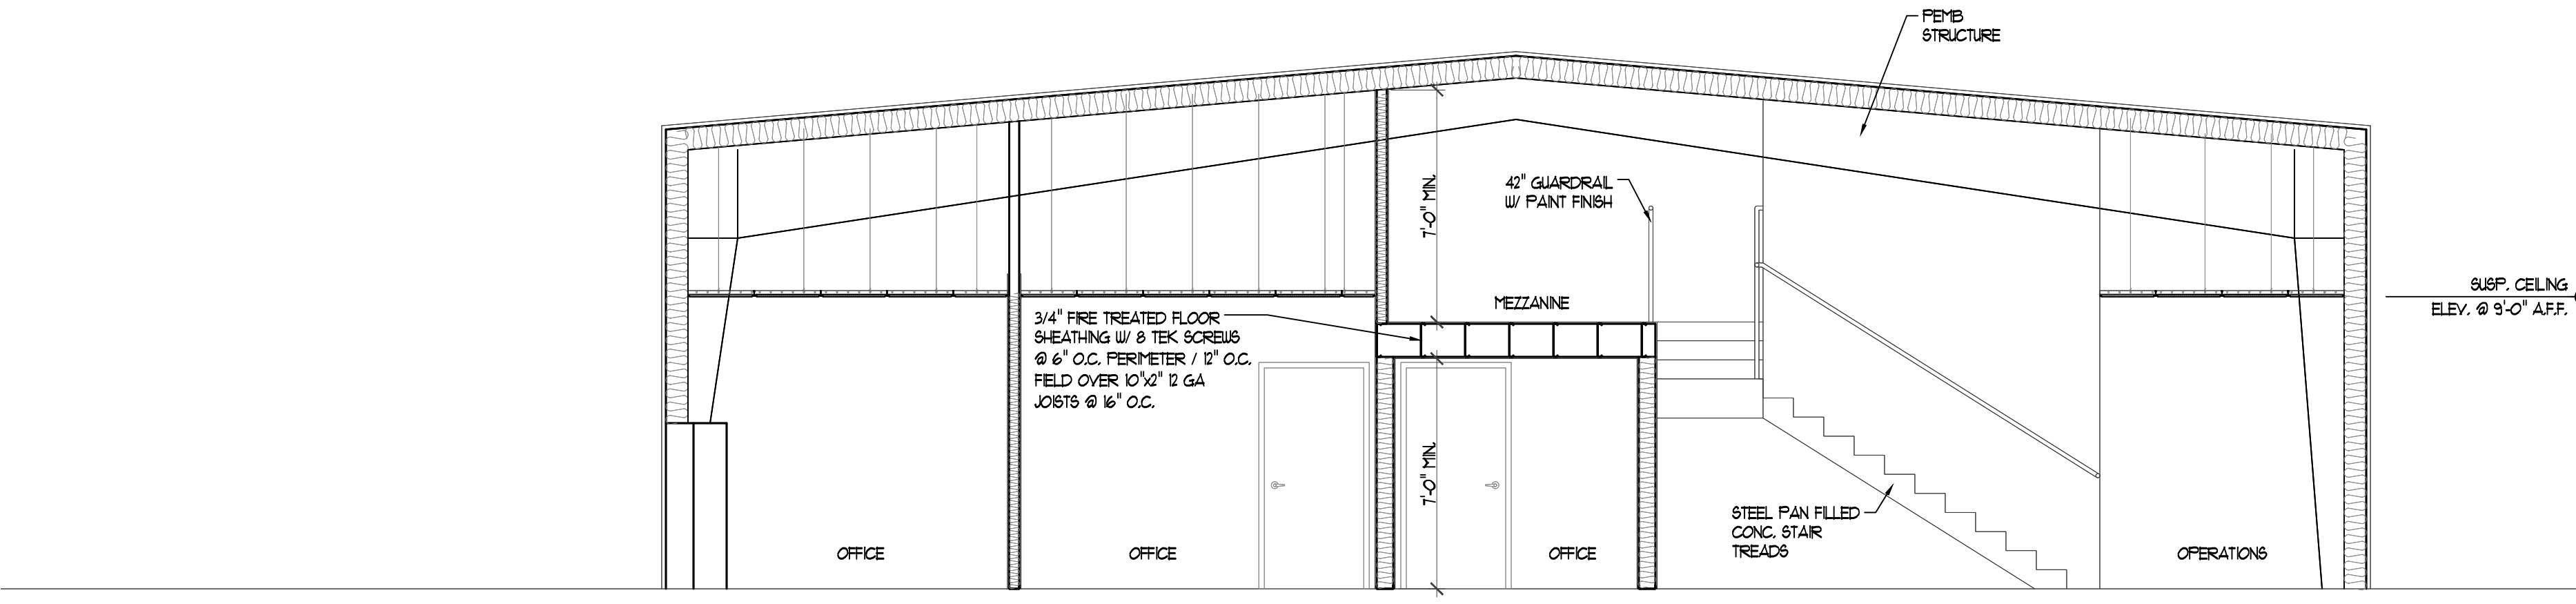 PEMB
STRUCTURE
42" GUARDRAIL
W/ PAINT FINISH
7'-0" MIN.
SUSP. CEILING
ELEV. @ 9'-0" A.F.F.
MEZZANINE
3/4" FIRE TREATED FLOOR
SHEATHING W/ 8 TEK SCREWS
@ 6" O.C. PERIMETER / 12" O.C.
FIELD OVER 10"x2" 12 GA
JOISTS @ 16" O.C.
7'-0" MIN.
STEEL PAN FILLED
CONC. STAIR
TREADS
OFFICE
OFFICE
OFFICE
OPERATIONS